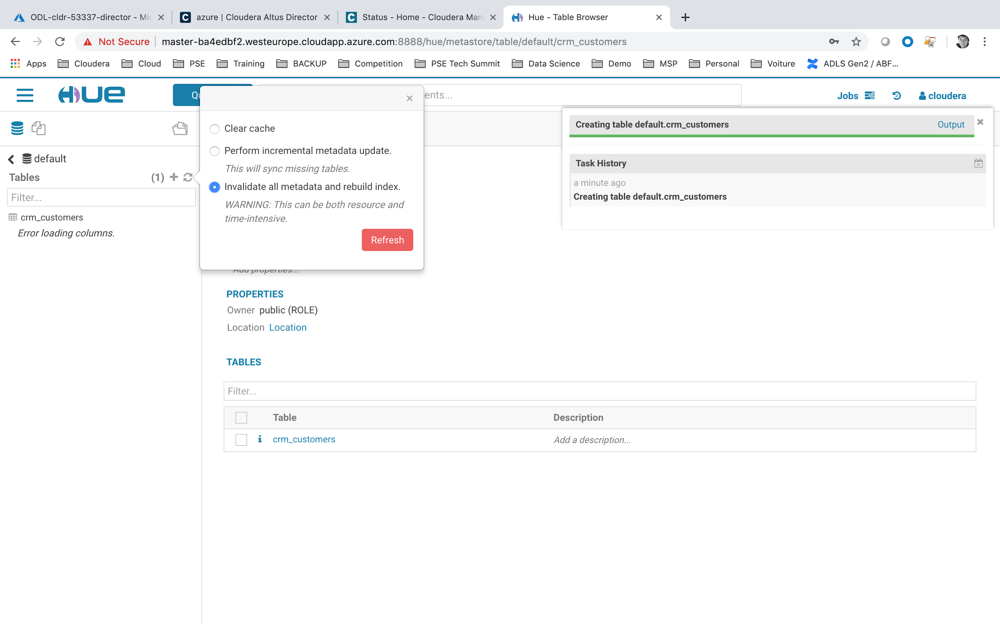 ODL-cldr-53337-director - Mic
azure | Cloudera Altus Director
Status - Home - Cloudera Man
Hue - Table Browser
Not Secure
master-ba4edbf2.westeurope.cloudapp.azure.com:8888/hue/metastore/table/default/crm_customers
Apps
Cloudera
Cloud
PSE
Training
BACKUP
Competition
PSE Tech Summit
Data Science
Demo
MSP
Personal
Voiture
ADLS Gen2 / ABF...
HUE
Qu
ents...
Jobs
cloudera
Clear cache
Perform incremental metadata update.
This will sync missing tables.
Invalidate all metadata and rebuild index.
WARNING: This can be both resource and
time-intensive.
Refresh
Creating table default.crm_customers
Output
Task History
a minute ago
Creating table default.crm_customers
default
Tables (1)
Filter...
crm_customers
Error loading columns.
Add properties...
PROPERTIES
Owner public (ROLE)
Location Location
TABLES
Filter...
Table Description
crm_customers Add a description...